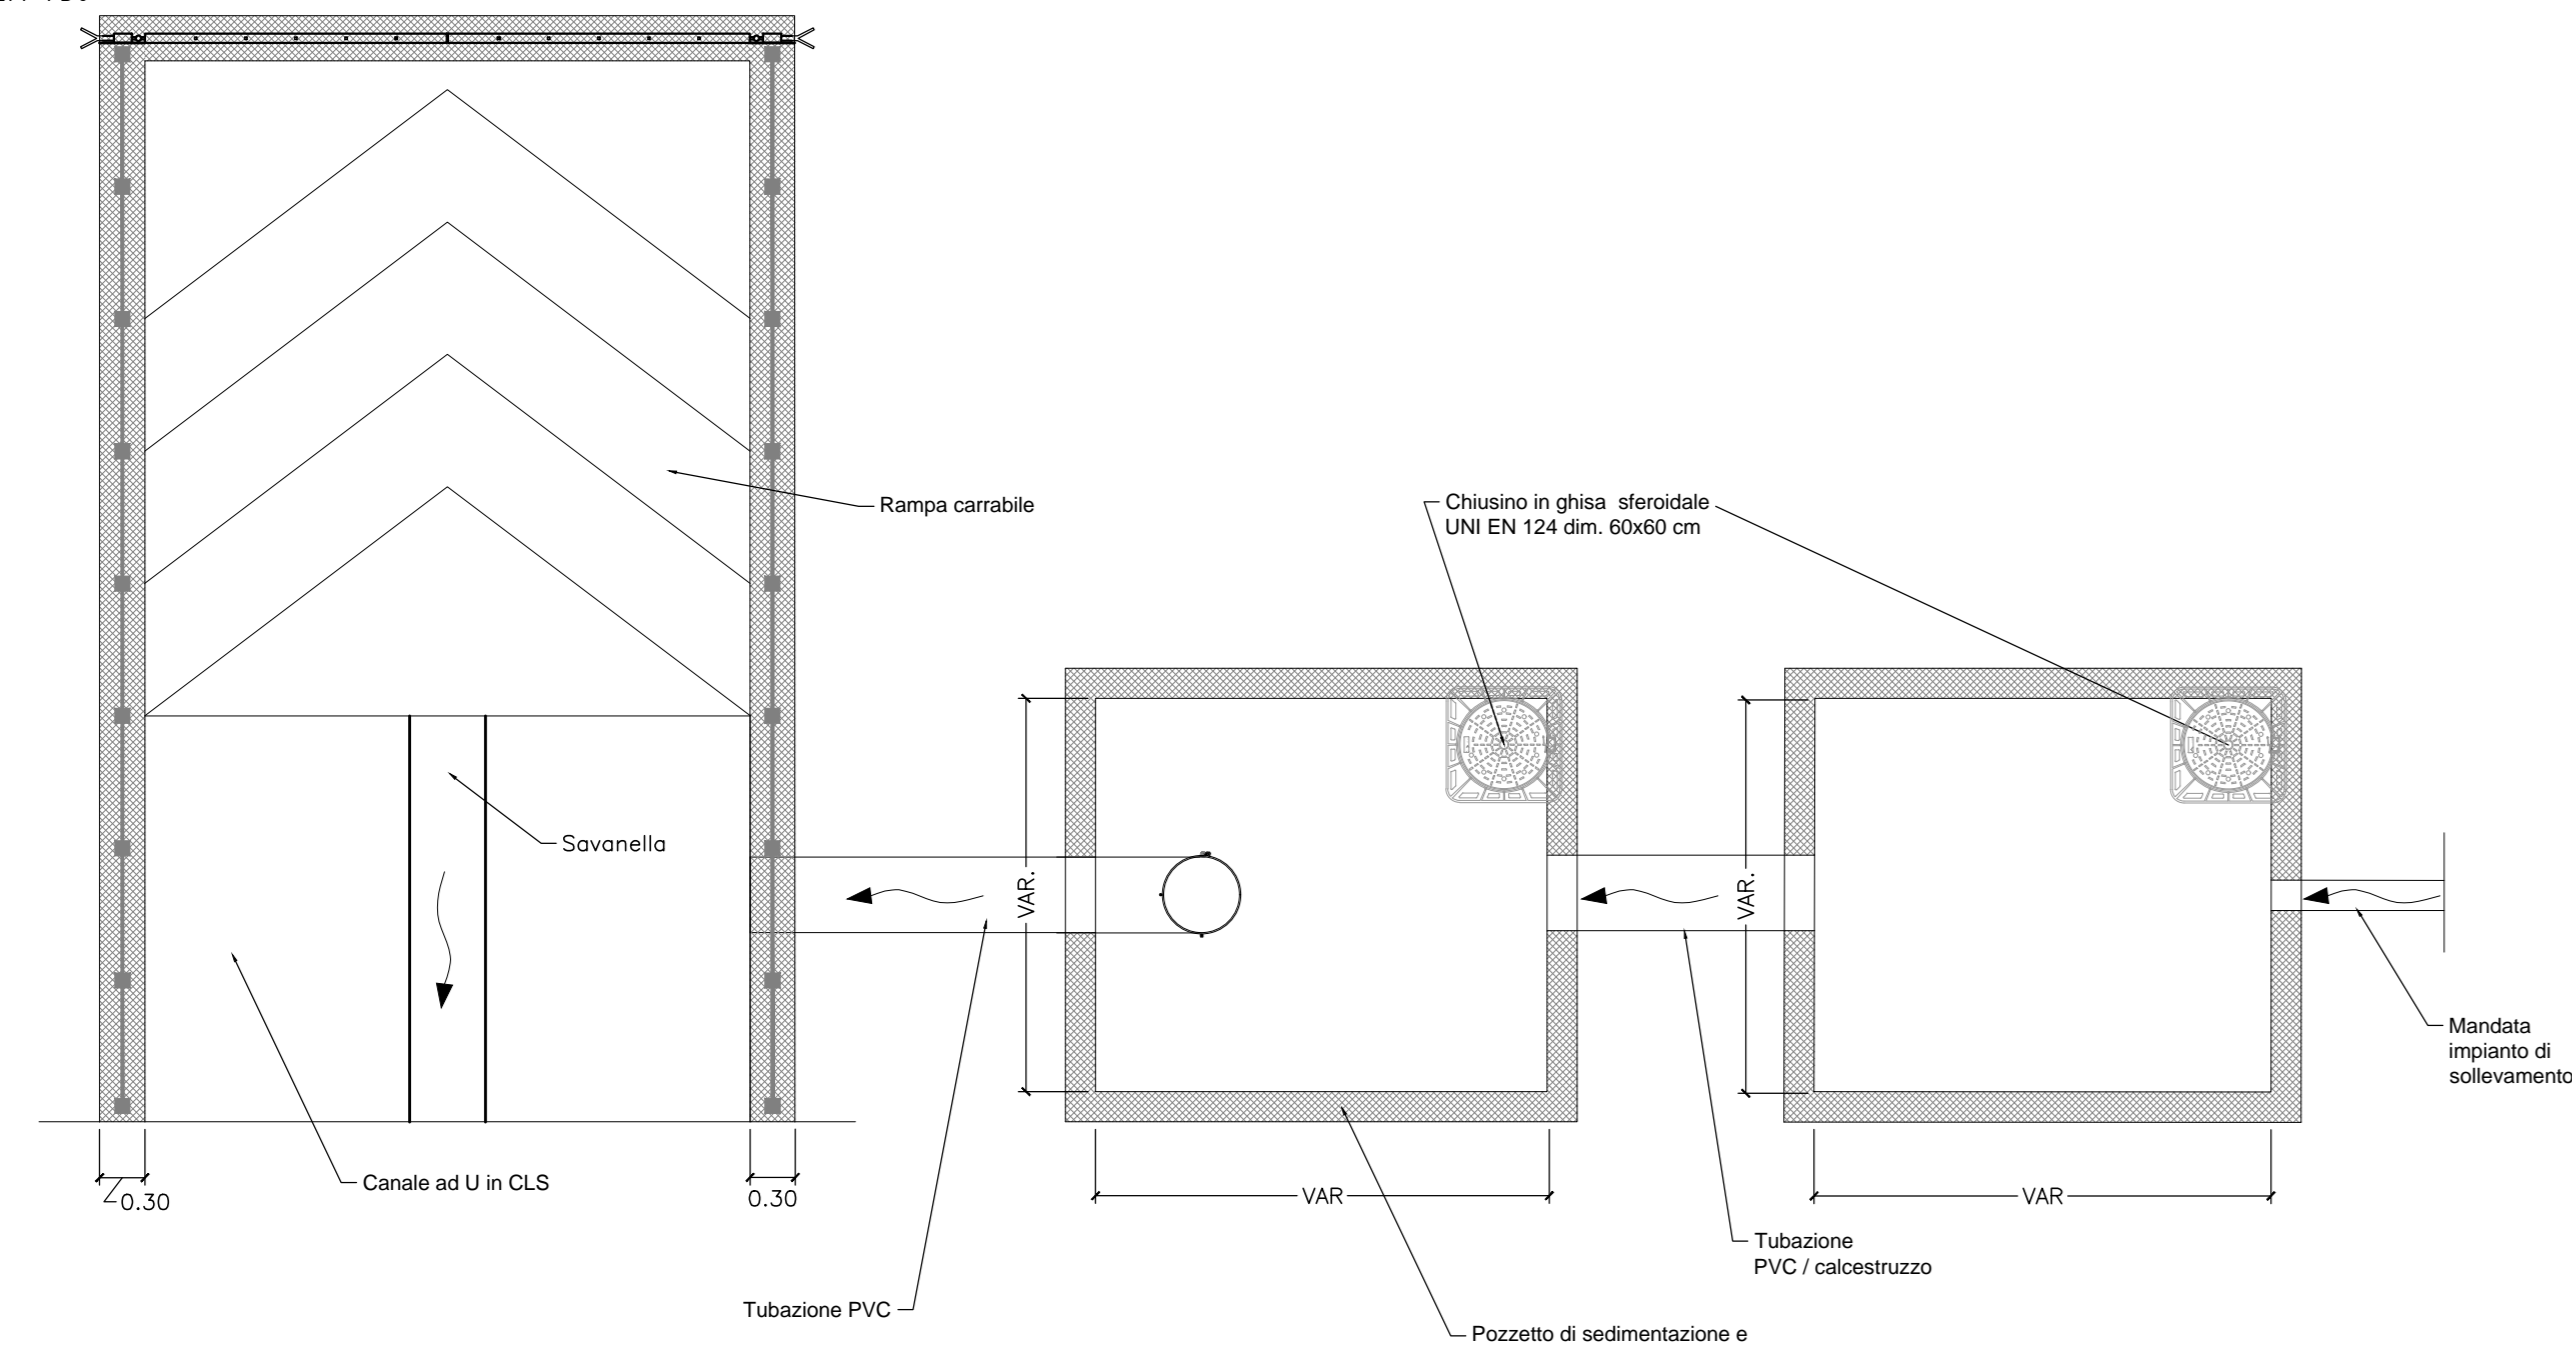 Rampa carrabile
Chiusino in ghisa sferoidale
UNI EN 124 dim. 60x60 cm
Savanella
VAR.
VAR.
Mandata
impianto di
sollevamento
Canale ad U in CLS
0.30
0.30
VAR
VAR
Tubazione
PVC / calcestruzzo
Tubazione PVC
Pozzetto di sedimentazione e